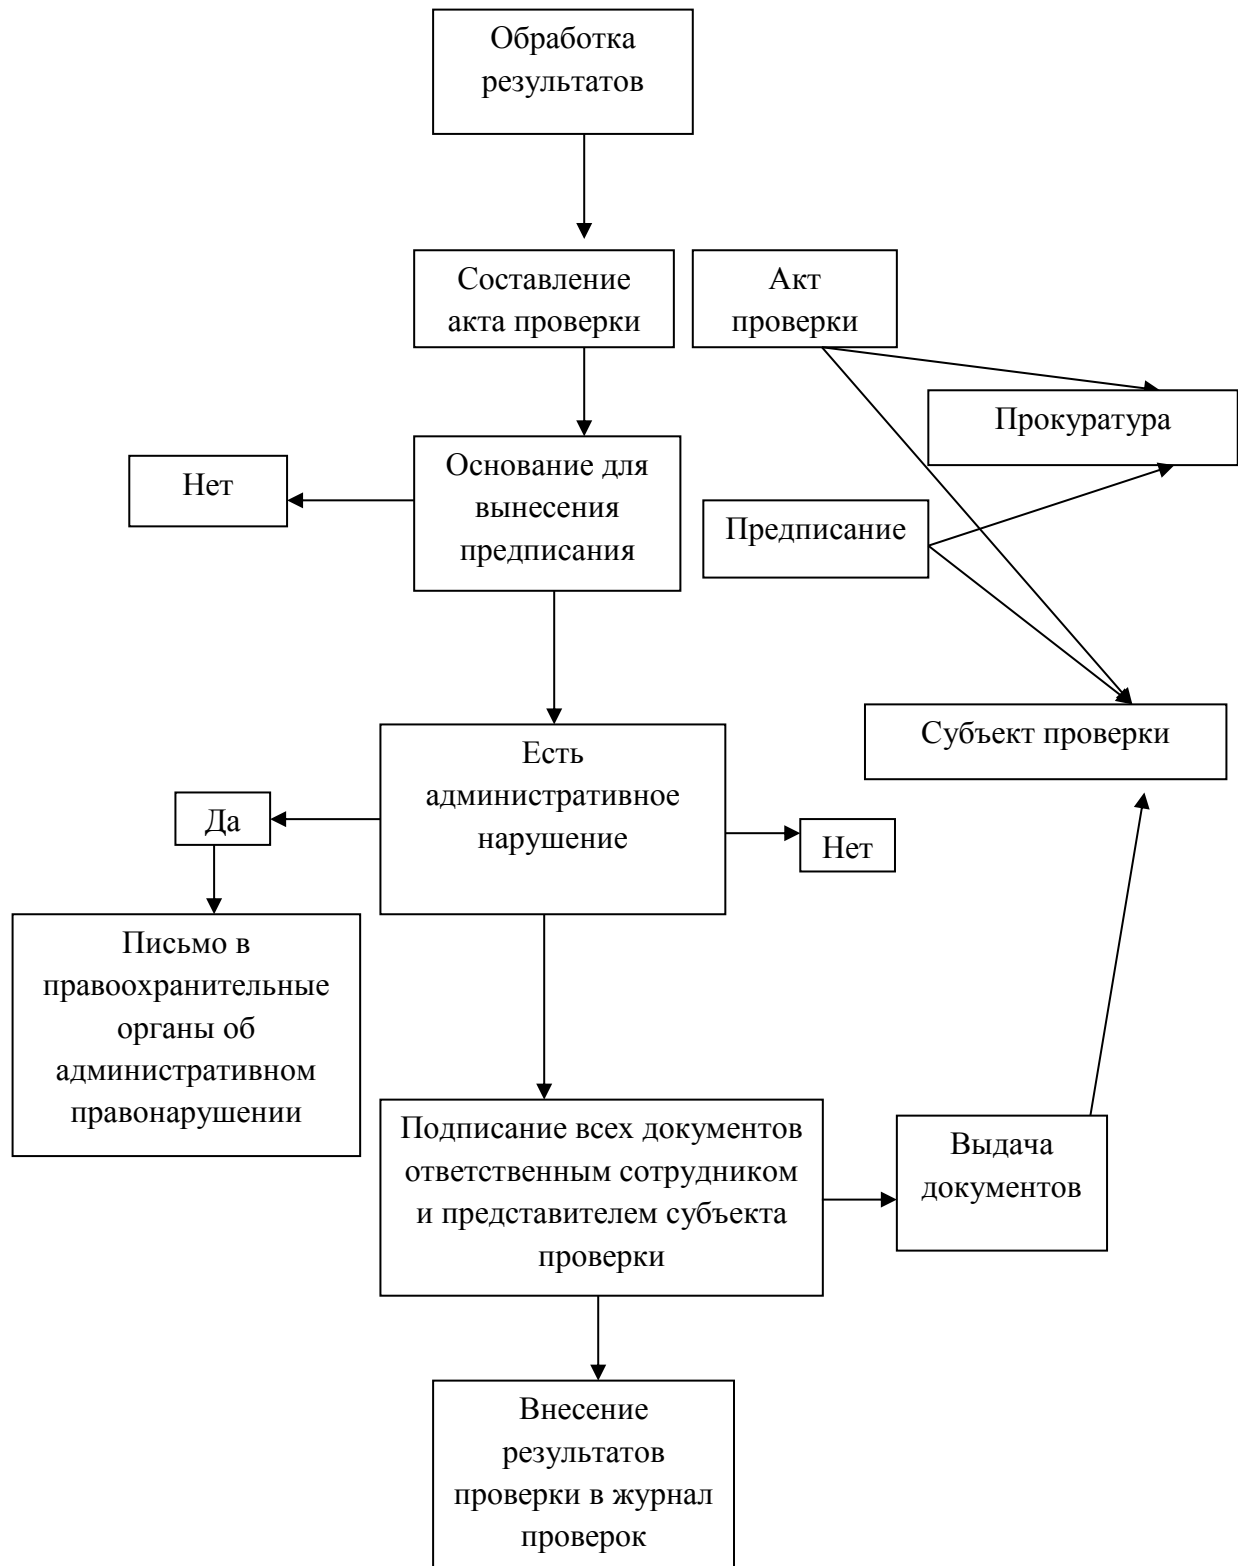 Обработка
результатов
Составление
акта проверки
Акт
проверки
Прокуратура
Основание для
вынесения
предписания
Нет
Предписание
Субъект проверки
Есть
административное
нарушение
Да
Нет
Письмо в
правоохранительные
органы об
административном
правонарушении
Подписание всех документов
ответственным сотрудником
и представителем субъекта
проверки
Выдача
документов
Внесение
результатов
проверки в журнал
проверок